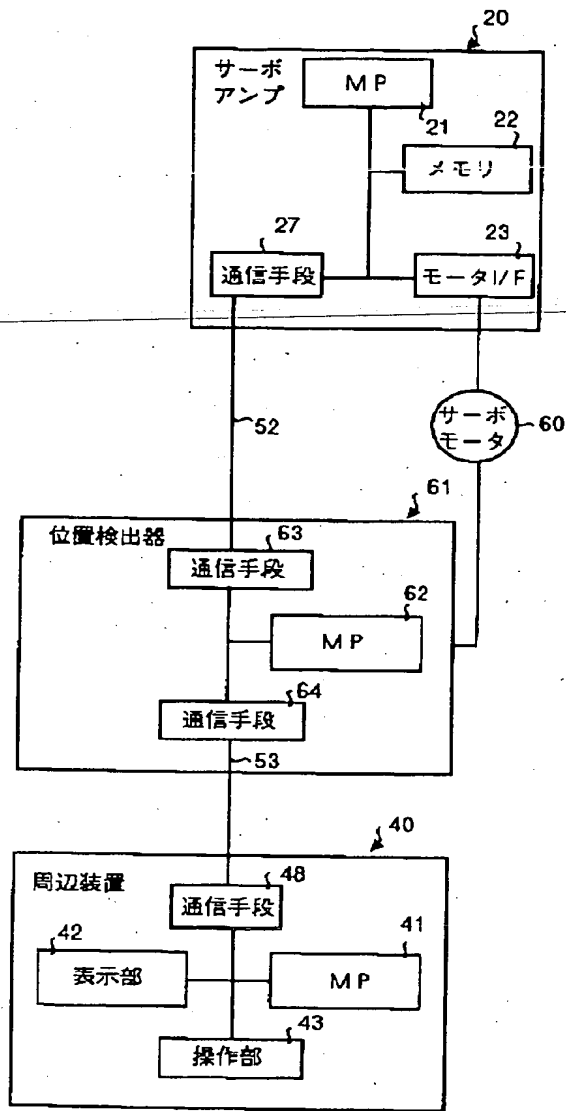 20
サーボ
アンプ
MP
21
22
メモリ
27
23
通信手段
モータI/F
52
サーボ
モータ
60
61
位置検出器
63
通信手段
62
MP
64
通信手段
53
40
周辺装置
48
通信手段
42
41
表示部
MP
43
操作部